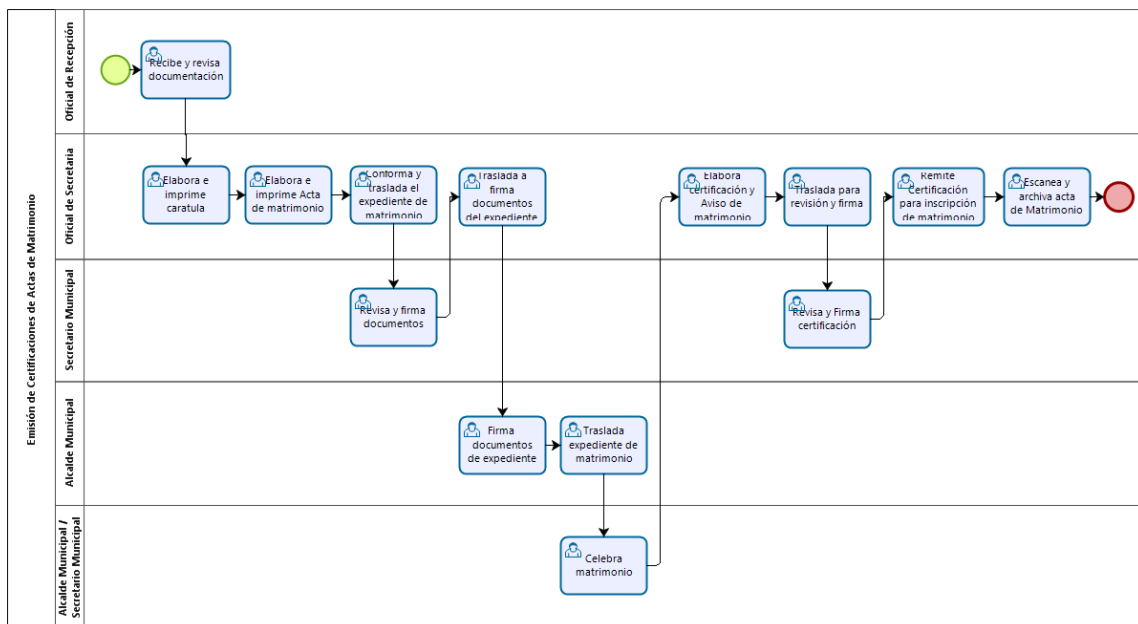 Emisión de Certificaciones de Actas de Matrimonio
Oficial de Recepción
Recibe y revisa
documentación
Oficial de Secretaria
Elabora e
imprime
caratula
Elabora e
imprime Acta
de matrimonio
Conforma y
traslada el
expediente de
matrimonio
Traslada a
firma
documentos
del expediente
Elabora
certificación y
Aviso de
matrimonio
Traslada para
revisión y firma
Remite
Certificación
para inscripción
de matrimonio
Escanea y
archiva acta
de Matrimonio
Secretario Municipal
Revisa y firma
documentos
Revisa y Firma
certificación
Alcalde Municipal
Firma
documentos
de expediente
Traslada
expediente de
matrimonio
Alcalde Municipal /
Secretario Municipal
Celebra
matrimonio